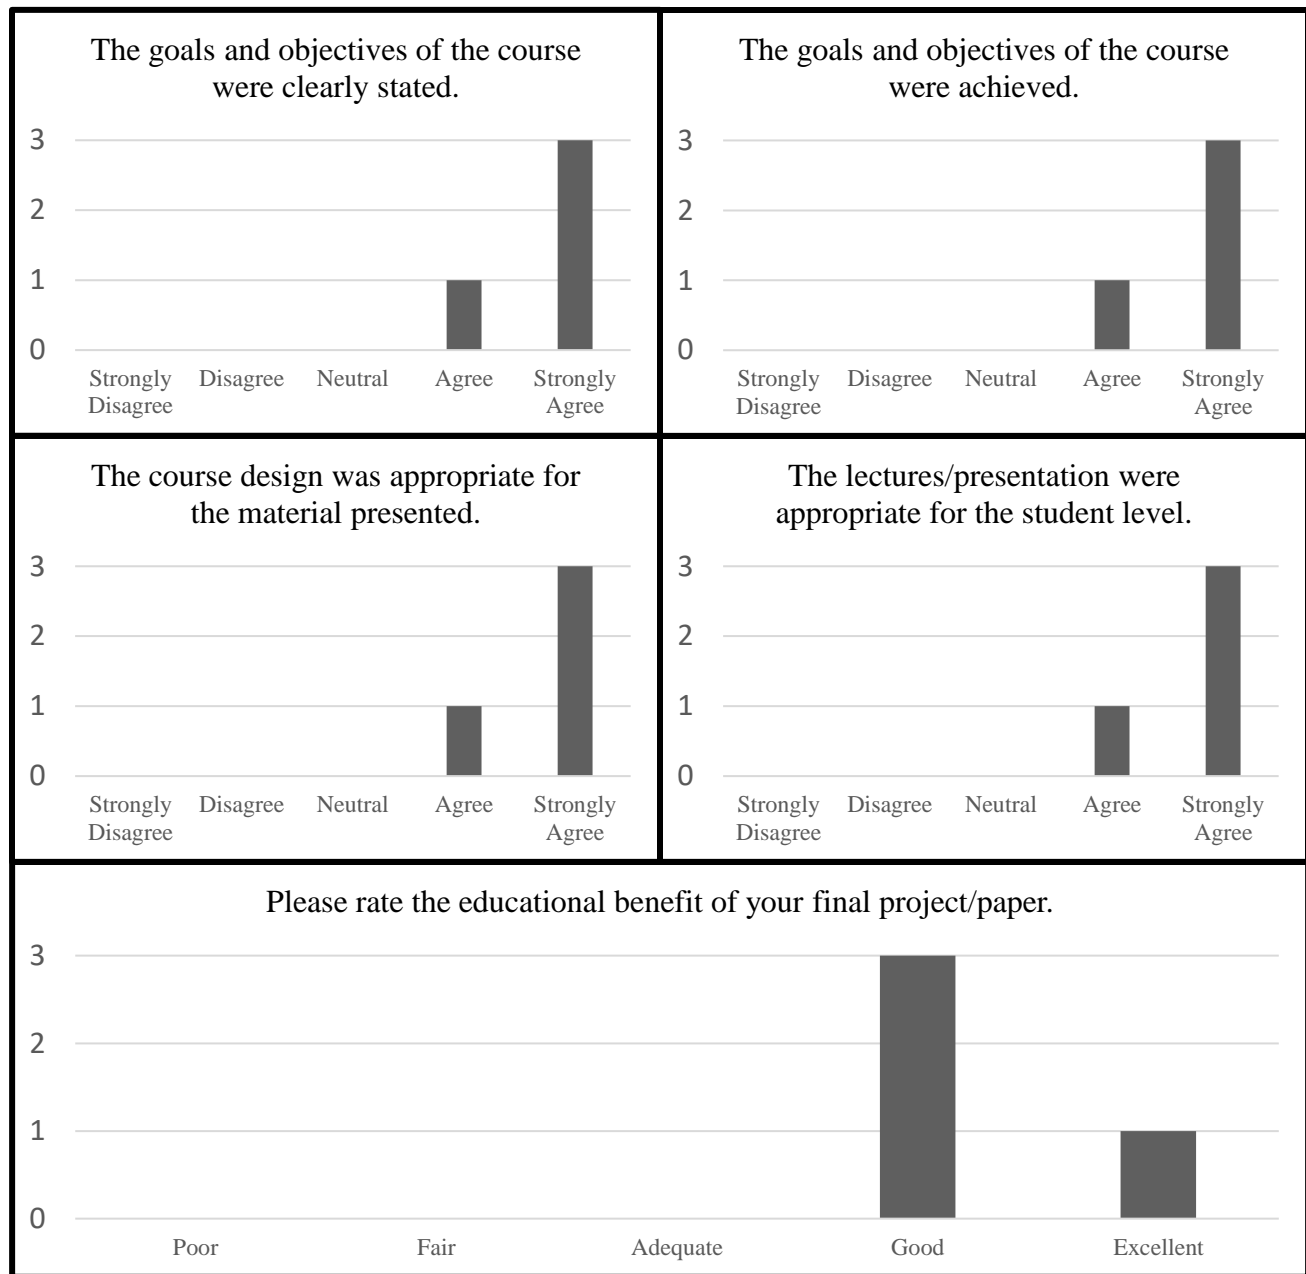 The goals and objectives of the course
were clearly stated.
3
2
1
0
Strongly Disagree Neutral Agree Strongly
Disagree Agree
The goals and objectives of the course
were achieved.
3
2
1
0
Strongly Disagree Neutral Agree Strongly
Disagree Agree
The course design was appropriate for
the material presented.
3
2
1
0
Strongly Disagree Neutral Agree Strongly
Disagree Agree
The lectures/presentation were
appropriate for the student level.
3
2
1
0
Strongly Disagree Neutral Agree Strongly
Disagree Agree
Please rate the educational benefit of your final project/paper.
3
2
1
0
Poor Fair Adequate Good Excellent